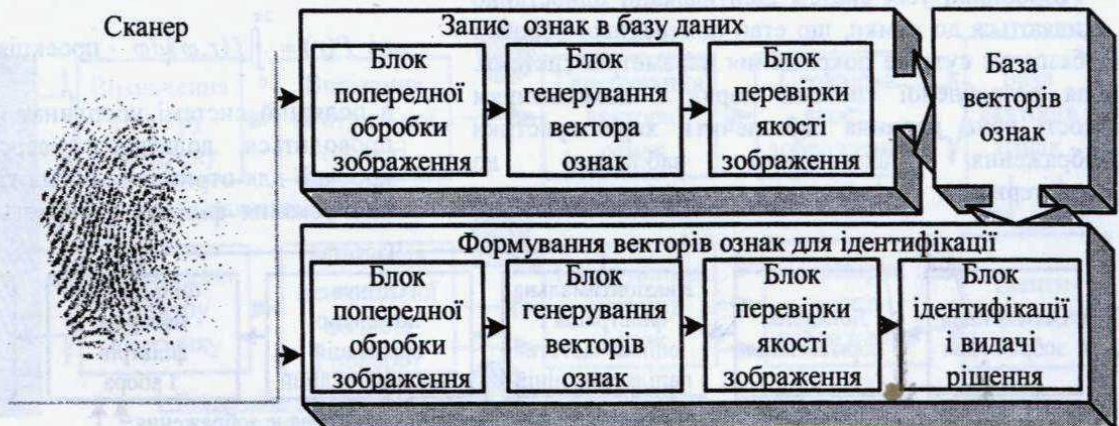 Сканер
Запис ознак в базу даних
Блок
попередної
обробки
зображення
Блок
генерування
вектора
ознак
Блок
перевірки
якості
зображення
База
векторів
ознак
Формування векторів ознак для ідентифікації
Блок
попередної
обробки
зображення
Блок
генерування
векторів
ознак
Блок
перевірки
якості
зображення
Блок
ідентифікації
і видачі
рішення